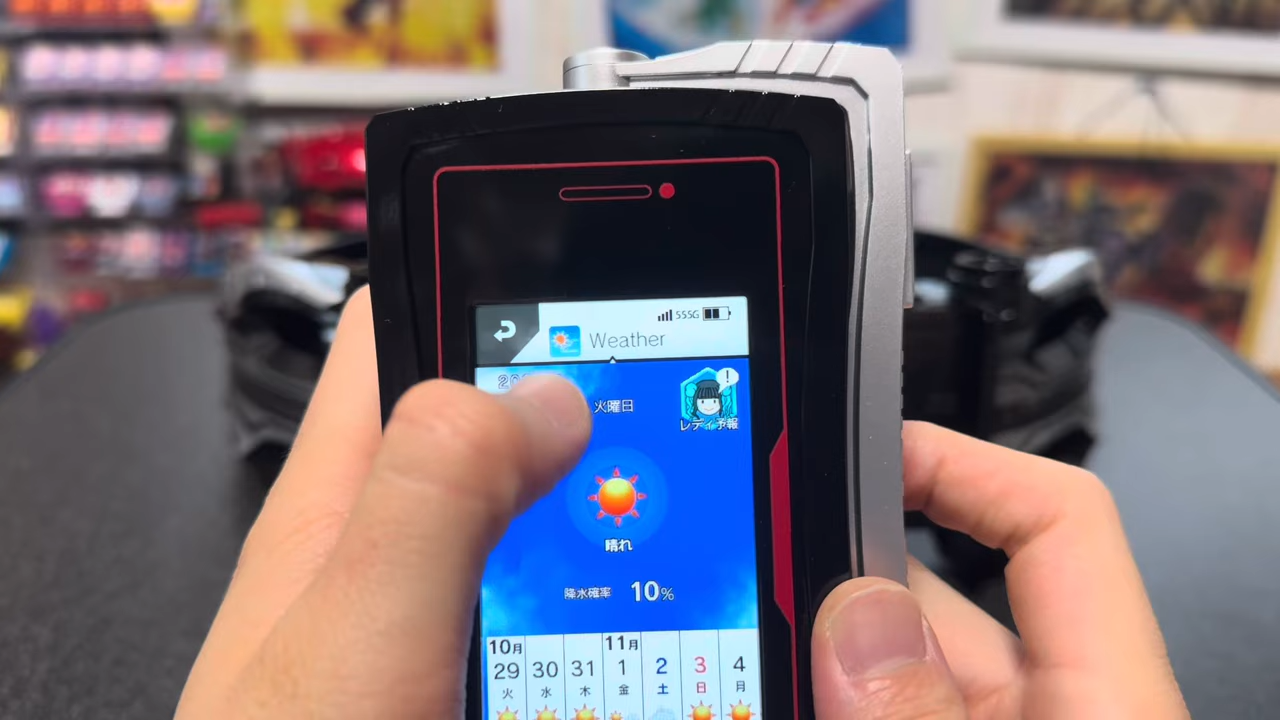 555G
Weather
火曜日
レディ予報
晴れ
降水確率 10%
10月 11月
29 30 31 1 2 3 4
火 水 木 金 土 日 月